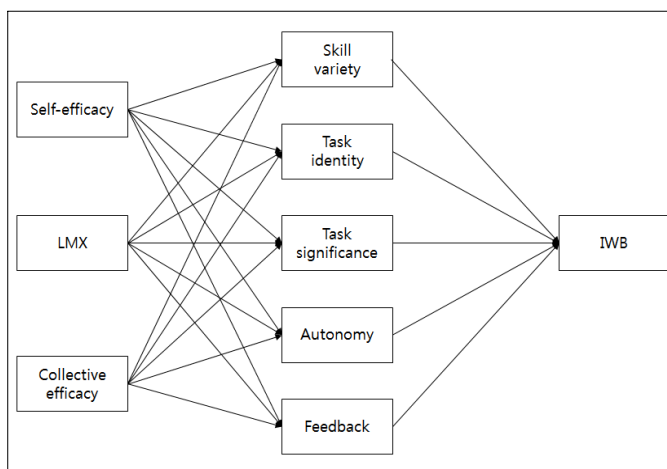 Self-efficacy
LMX
Collective
efficacy
Skill
variety
Task
identity
Task
significance
Autonomy
Feedback
IWB